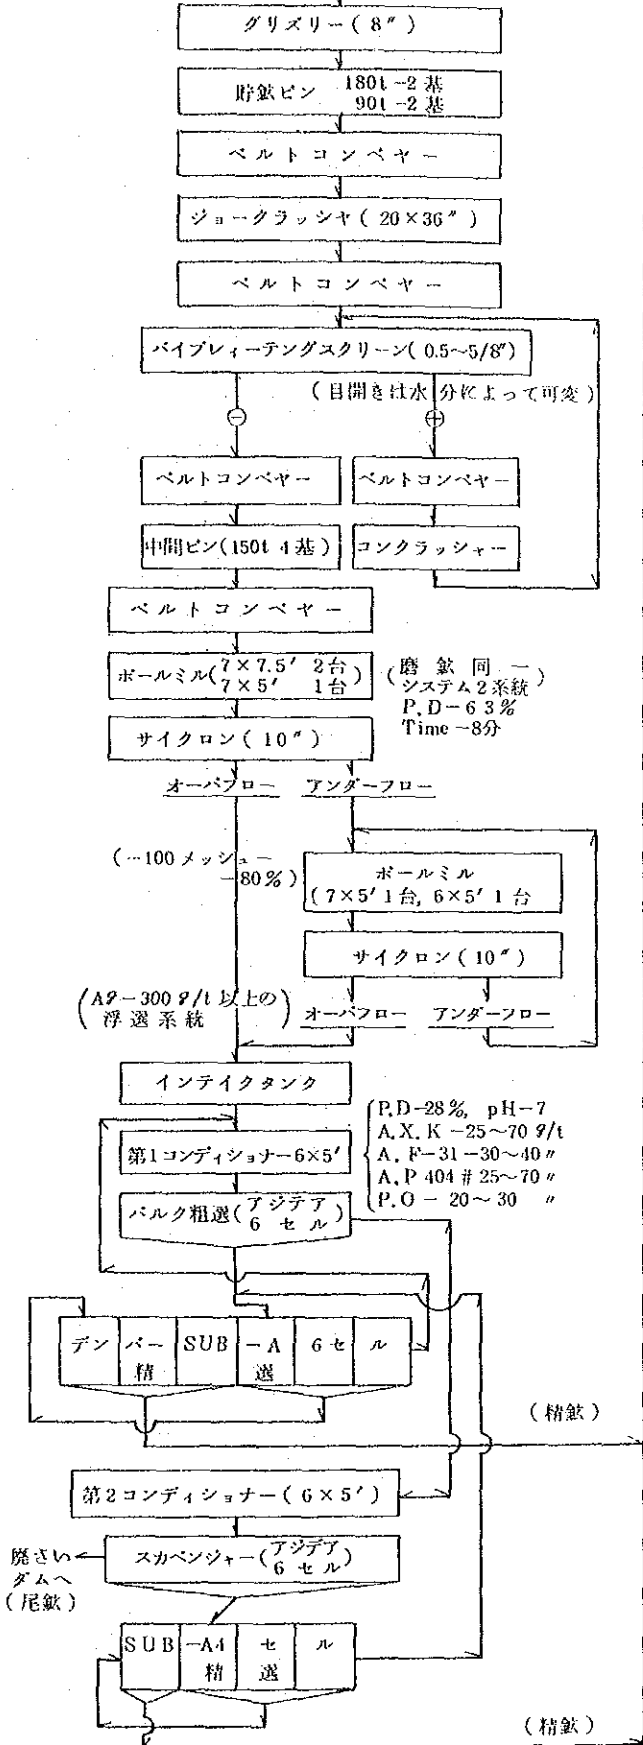 グリズリー(8″)
貯鉱ビン 180t-2基
90t-2基
ベルトコンベヤー
ジョークラッシヤ(20×36″)
ベルトコンベヤー
バイブレィーテングスクリーン(0.5~5/8″)
(目開きは水分によって可変)
⊖ ⊕
ベルトコンベヤー ベルトコンベヤー
中間ビン(150t 4基) コンクラッシャー
ベルトコンベヤー
ボールミル(7×7.5′ 2台
7×5′ 1台)
(磨鉱同一
システム2系統)
P.D-63%
Time-8分
サイクロン(10″)
オーバフロー アンダーフロー
(-100メッシュー
-80%)
ボールミル
(7×5′1台, 6×5′1台
サイクロン(10″)
(Ag-300g/t以上の
浮選系統)
オーバフロー アンダーフロー
インテイクタンク
第1コンディショナー6×5′
P.D-28%, pH-7
A.X.K-25~70g/t
A.F-31-30~40〃
A.P404#25~70〃
P.O-20~30〃
バルク粗選(アジテア
6セル)
デンバーSUB-A6セル
精選
(精鉱)
第2コンディショナー(6×5′)
スカベンジャー(アジデア
6セル)
廃さい
ダムへ
(尾鉱)
SUB-A4セル
精選
(精鉱)